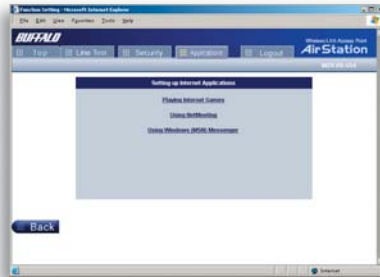 Function Setting - Microsoft Internet Explorer
File Edit View Favorites Tools Help
BUFFALO
Wireless LAN Access Point
AirStation
Top Line Test Security Applications Logout
Setting up Internet Applications
Playing Internet Games
Using NetMeeting
Using Windows (MSN) Messenger
Back
Internet